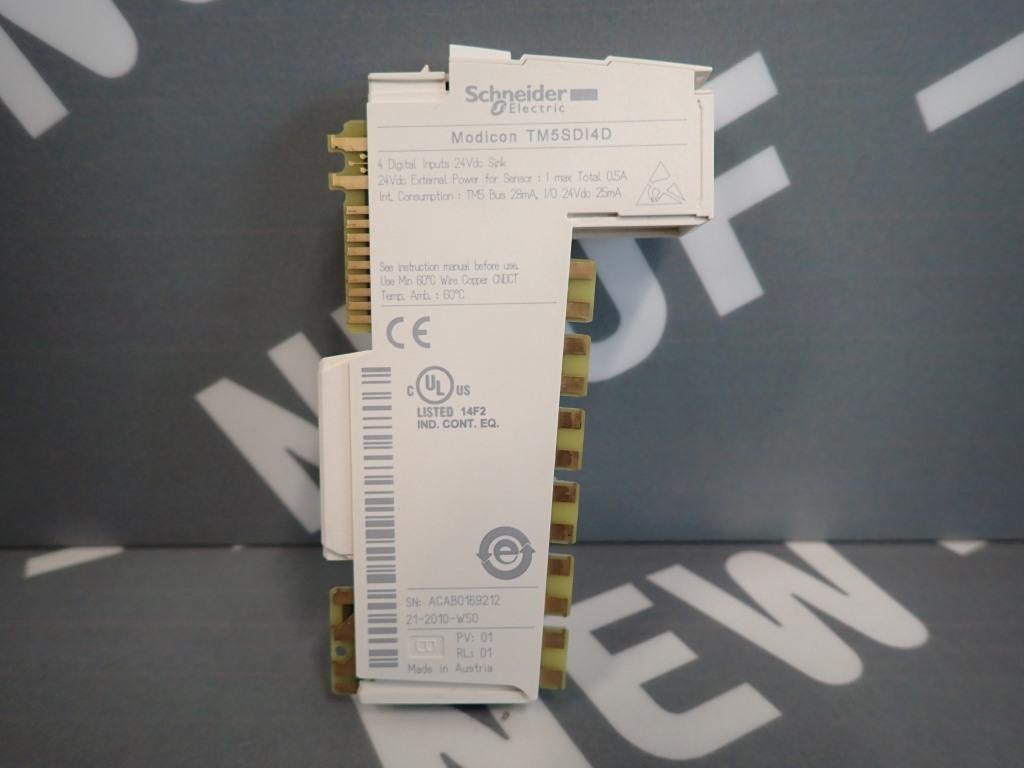 Schneider
Electric
Modicon TM5SDI4D
4 Digital Inputs 24Vdc Sink
24Vdc External Power for Sensor : I max Total 0.5A
Int. Consumption : TM5 Bus 28mA, I/O 24Vdc 25mA
See instruction manual before use.
Use Min 60°C Wire Copper CNDCT
Temp. Amb. : 60°C
CE
C UL US
LISTED 14F2
IND. CONT. EQ.
e
SN: ACAB0169212
21-2010-W50
B PV: 01
RL: 01
Made in Austria
NEW